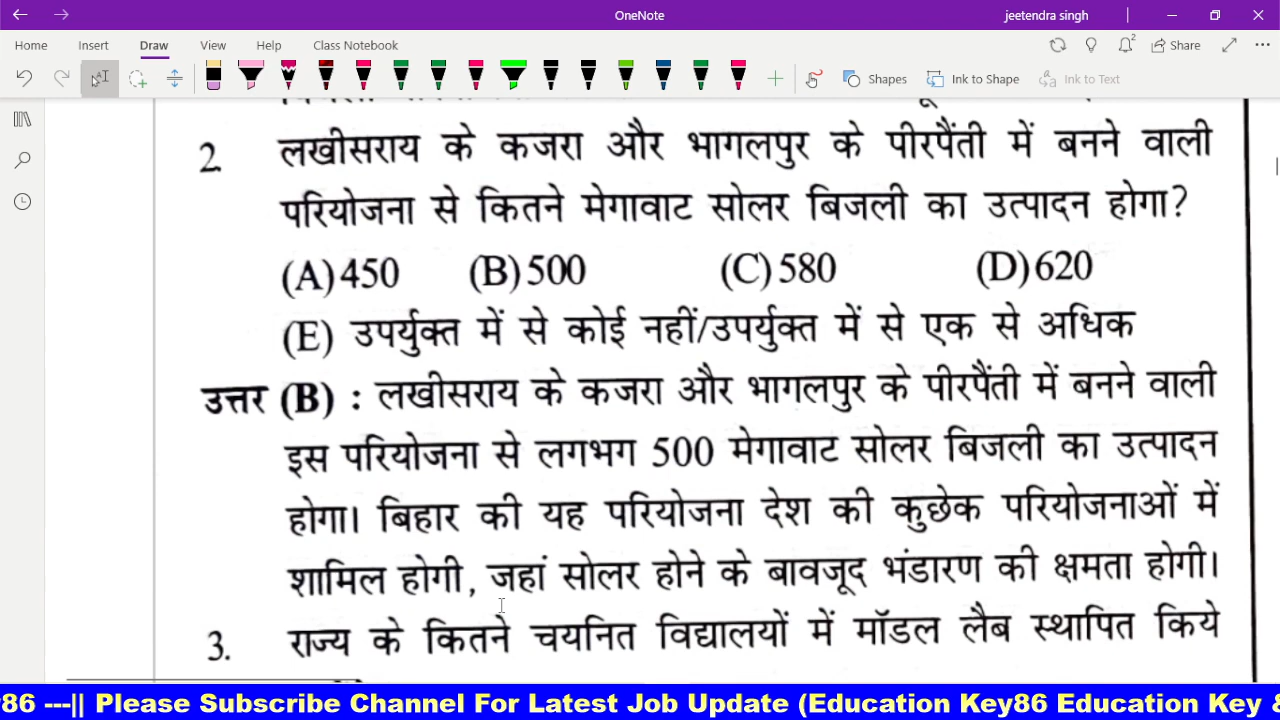 OneNote
jeetendra singh
Home Insert Draw View Help Class Notebook
Share
Shapes Ink to Shape Ink to Text
2. लखीसराय के कजरा और भागलपुर के पीरपैंती में बनने वाली
परियोजना से कितने मेगावाट सोलर बिजली का उत्पादन होगा?
(A) 450 (B) 500 (C) 580 (D) 620
(E) उपर्युक्त में से कोई नहीं/उपर्युक्त में से एक से अधिक
उत्तर (B) : लखीसराय के कजरा और भागलपुर के पीरपैंती में बनने वाली
इस परियोजना से लगभग 500 मेगावाट सोलर बिजली का उत्पादन
होगा। बिहार की यह परियोजना देश की कुछेक परियोजनाओं में
शामिल होगी, जहां सोलर होने के बावजूद भंडारण की क्षमता होगी।
3. राज्य के कितने चयनित विद्यालयों में मॉडल लैब स्थापित किये
86 ---|| Please Subscribe Channel For Latest Job Update (Education Key86 Education Key 8